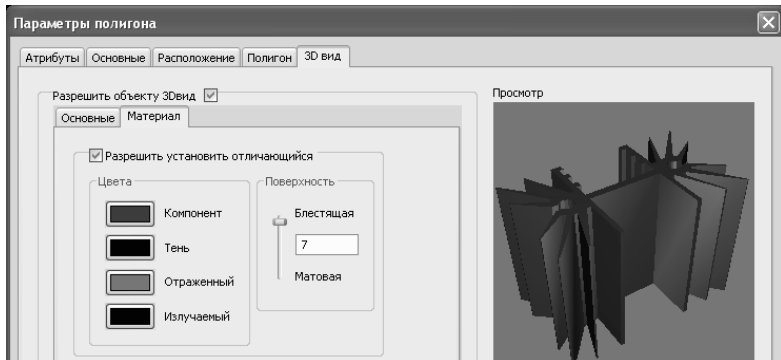 Параметры полигона
Атрибуты Основные Расположение Полигон 3D вид
Разрешить объекту 3Dвид
Просмотр
Основные Материал
Разрешить установить отличающийся
Цвета
Поверхность
Компонент
Блестящая
Тень
7
Отраженный
Матовая
Излучаемый